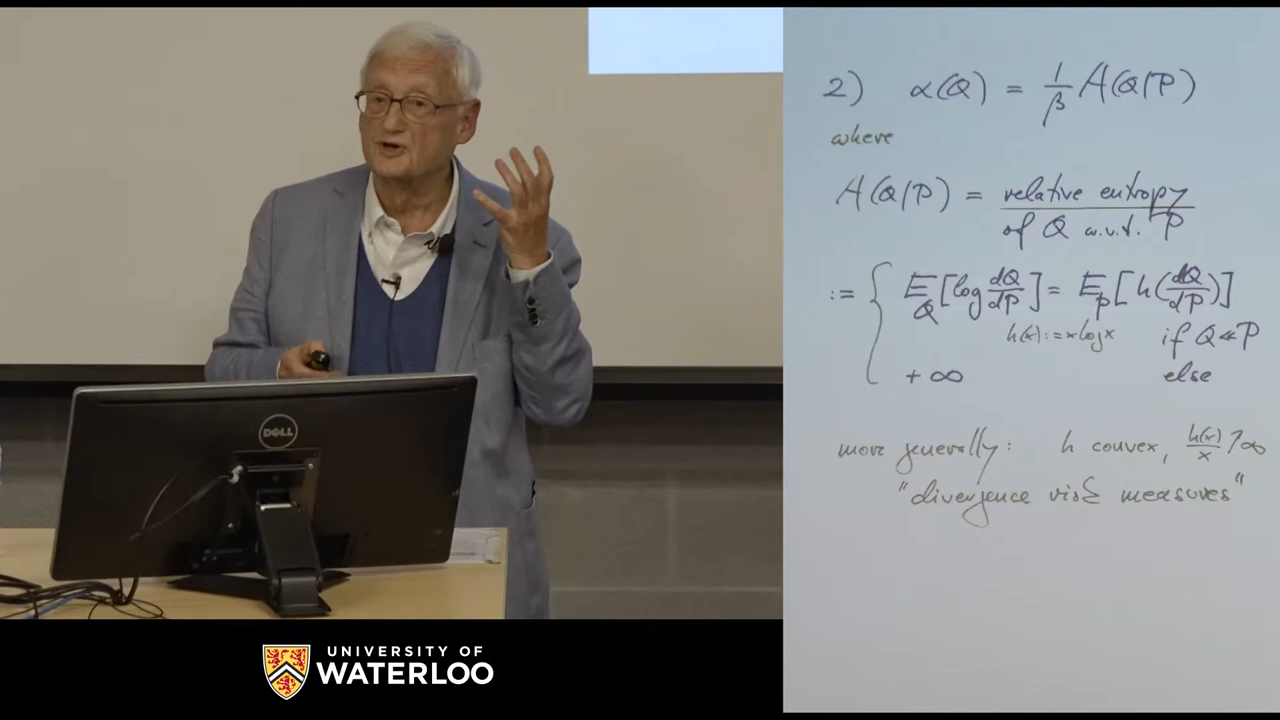 2) α(Q) = 1/β H(Q|P)
where
H(Q|P) = relative entropy
of Q w.r.t. P
:= { E_Q[log dQ/dP] = E_P[h(dQ/dP)]
h(x) := x log x if Q ≪ P
+∞ else
more generally: h convex, h(x)/x ↗ ∞
"divergence risk measures"
DELL
UNIVERSITY OF
WATERLOO